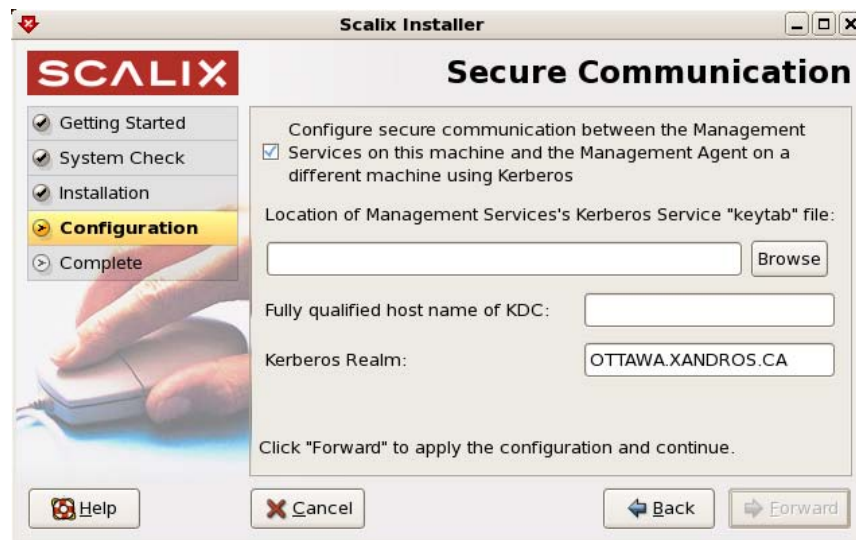 Scalix Installer
SCALIX
Secure Communication
Getting Started
System Check
Installation
Configuration
Complete
Configure secure communication between the Management
Services on this machine and the Management Agent on a
different machine using Kerberos
Location of Management Services's Kerberos Service "keytab" file:
Browse
Fully qualified host name of KDC:
Kerberos Realm:
OTTAWA.XANDROS.CA
Click "Forward" to apply the configuration and continue.
Help
Cancel
Back
Forward